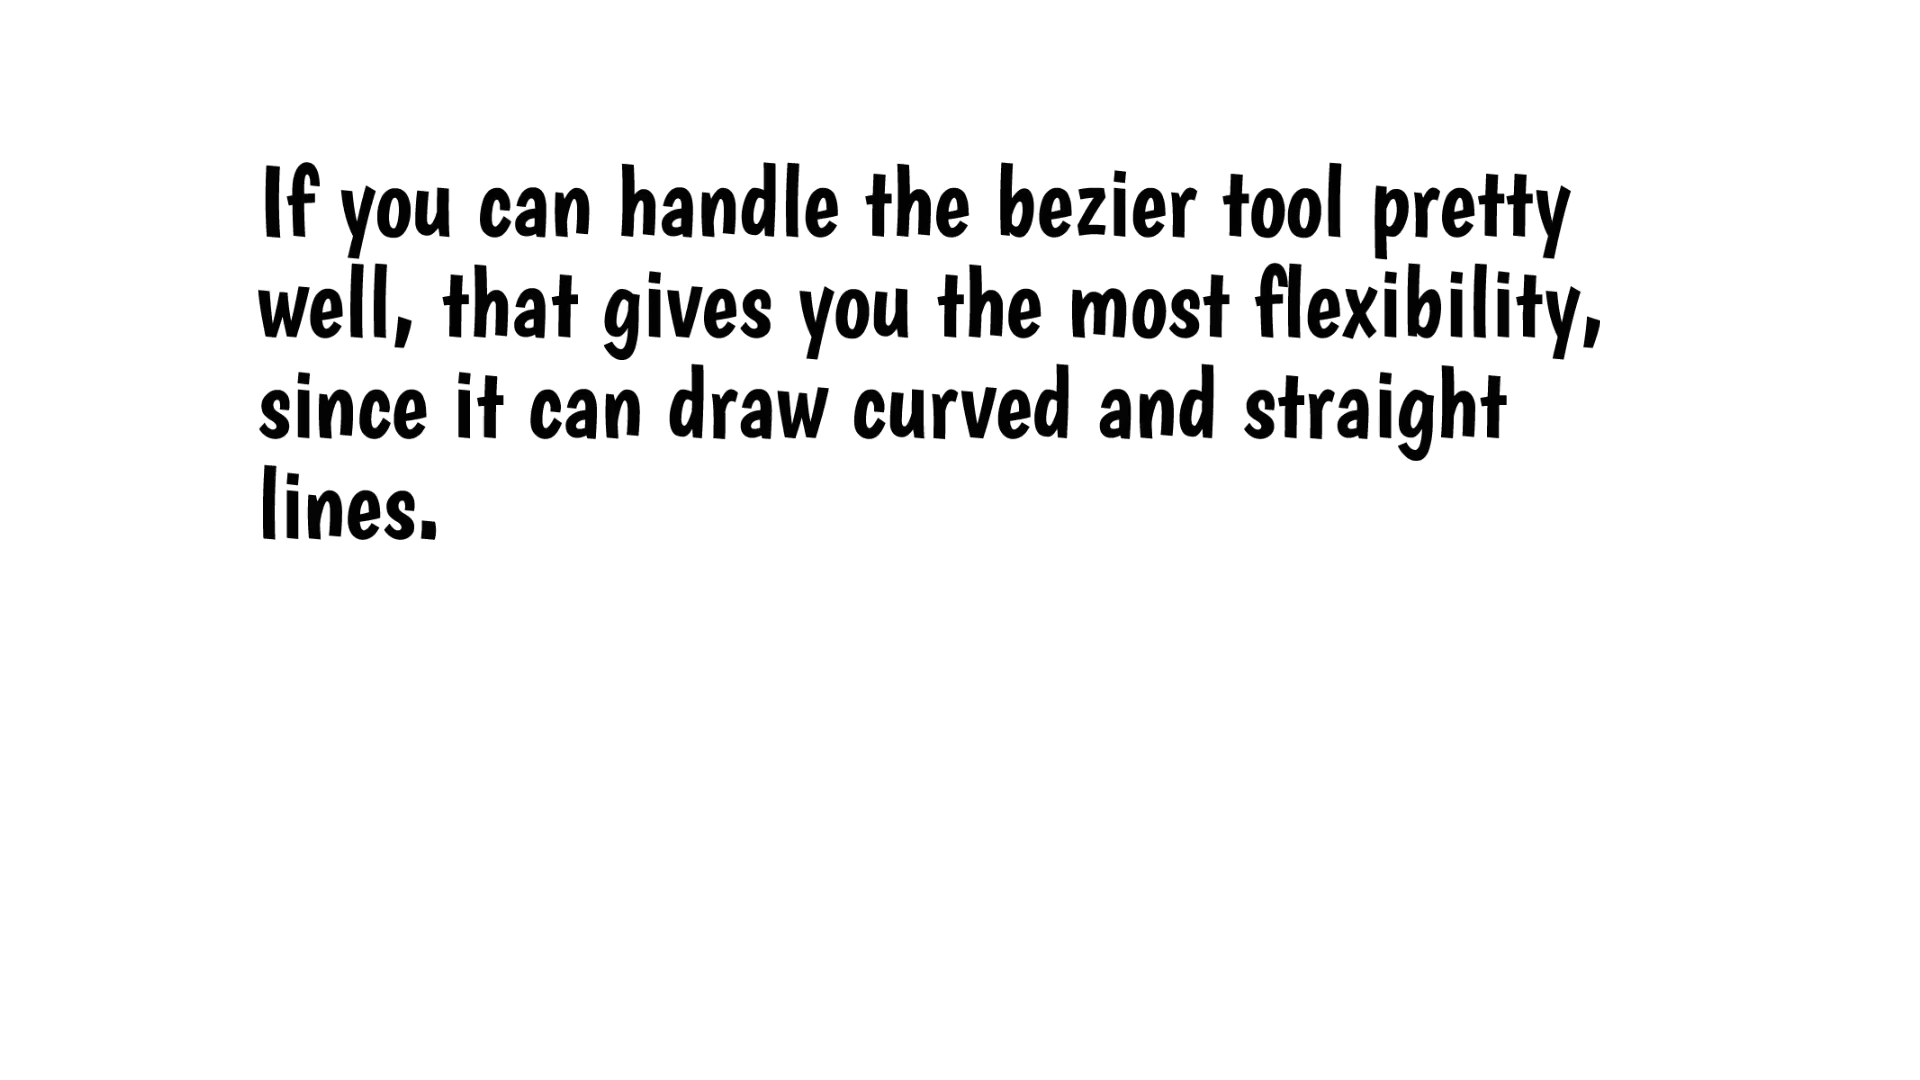 If you can handle the bezier tool pretty
well, that gives you the most flexibility,
since it can draw curved and straight
lines.